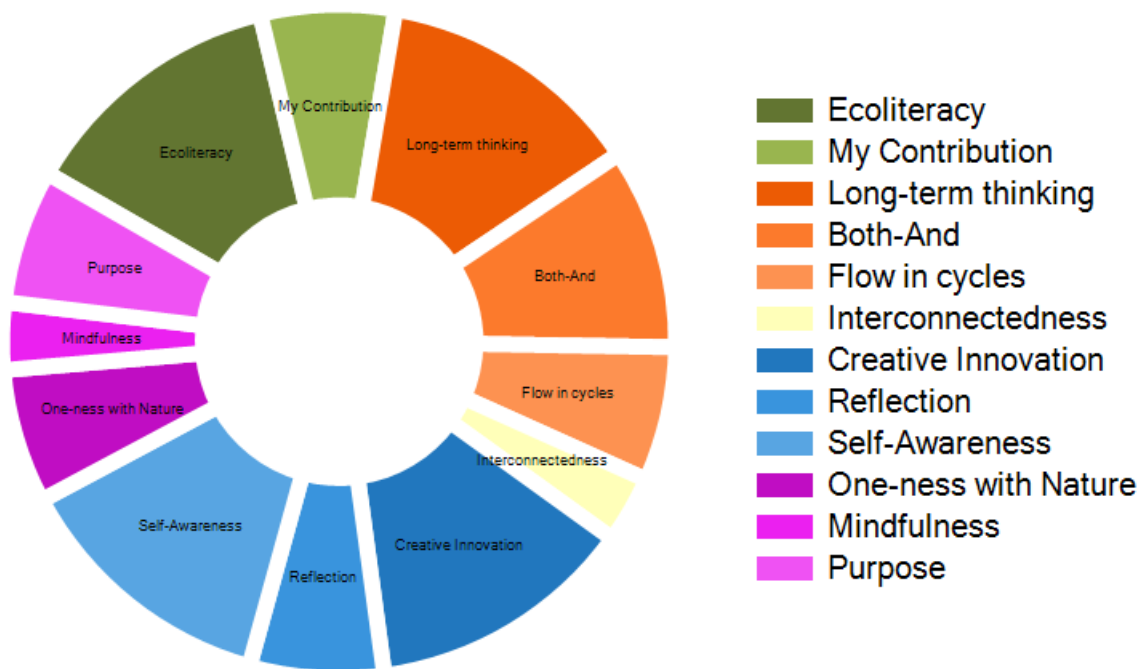 My Contribution
Long-term thinking
Ecoliteracy
Both-And
Purpose
Mindfulness
Flow in cycles
One-ness with Nature
Interconnectedness
Self-Awareness
Creative Innovation
Reflection
Ecoliteracy
My Contribution
Long-term thinking
Both-And
Flow in cycles
Interconnectedness
Creative Innovation
Reflection
Self-Awareness
One-ness with Nature
Mindfulness
Purpose